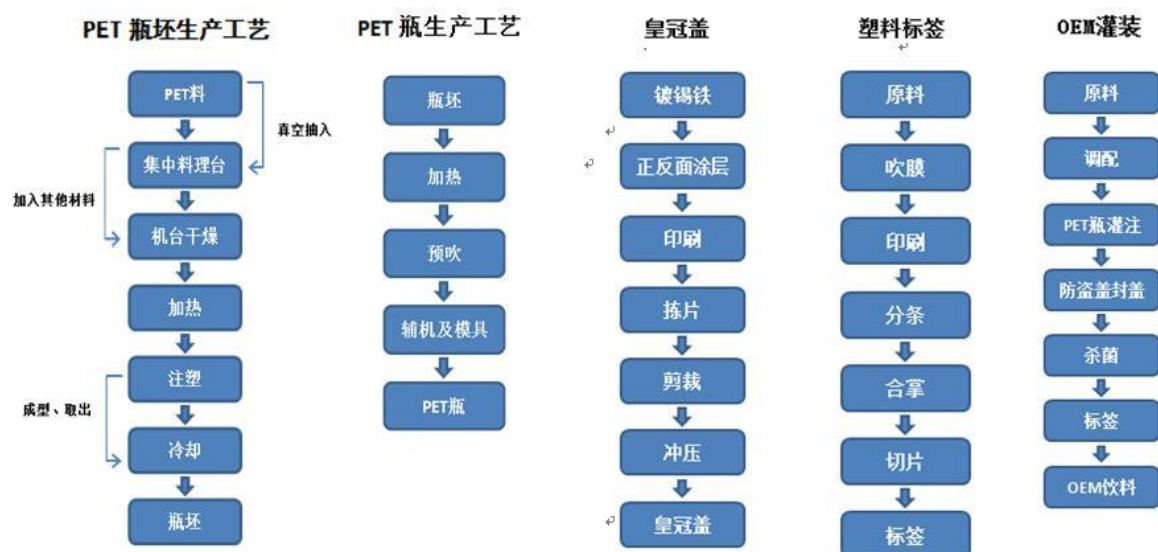 PET 瓶坯生产工艺
PET料
真空抽入
集中料理台
加入其他材料
机台干燥
加热
注塑
成型、取出
冷却
瓶坯
PET 瓶生产工艺
瓶坯
加热
预吹
辅机及模具
PET瓶
皇冠盖
镀锡铁
正反面涂层
印刷
拣片
剪裁
冲压
皇冠盖
塑料标签
原料
吹膜
印刷
分条
合掌
切片
标签
OEM灌装
原料
调配
PET瓶灌注
防盗盖封盖
杀菌
标签
OEM饮料